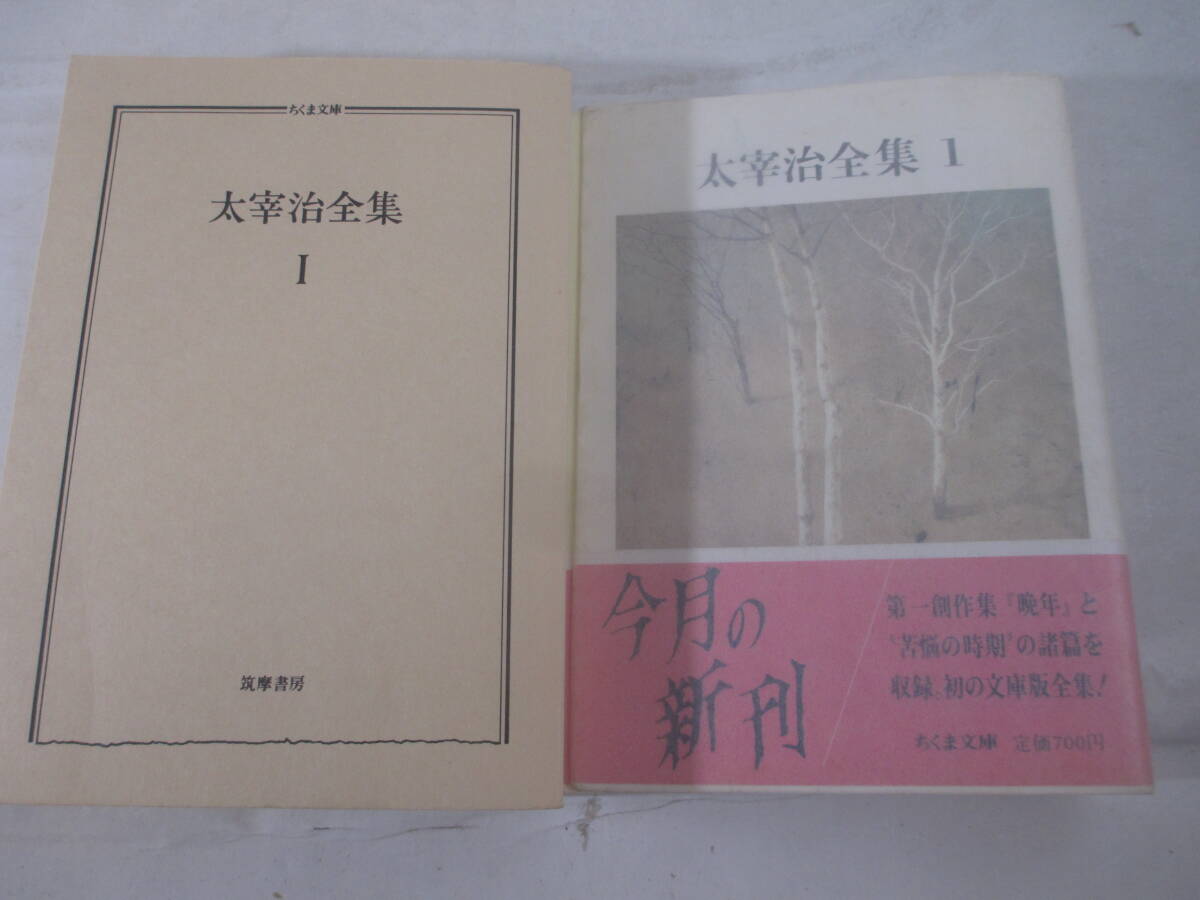 ちくま文庫
太宰治全集
I
筑摩書房
太宰治全集 1
今月の
新刊
第一創作集『晩年』と
〝苦悩の時期〟の諸篇を
収録。初の文庫版全集!
ちくま文庫 定価700円